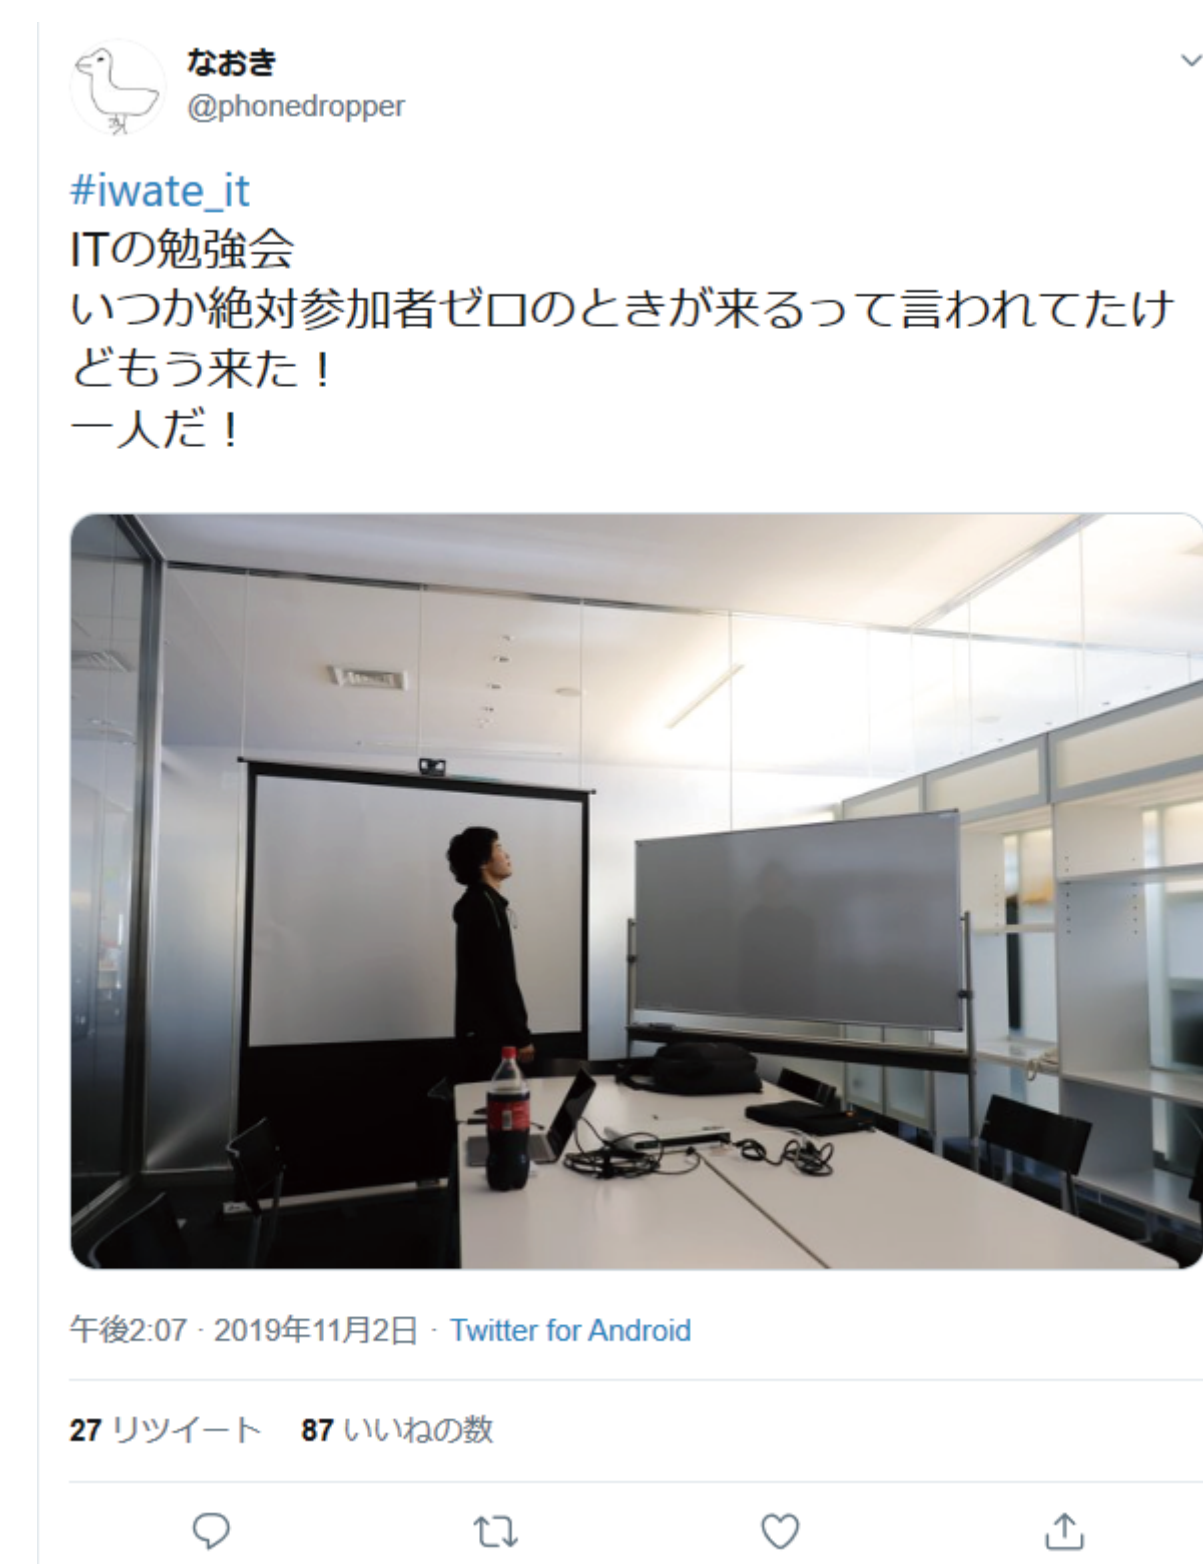 なおき
@phonedropper
#iwate_it
ITの勉強会
いつか絶対参加者ゼロのときが来るって言われてたけ
どもう来た！
一人だ！
午後2:07 · 2019年11月2日 · Twitter for Android
27 リツイート 87 いいねの数